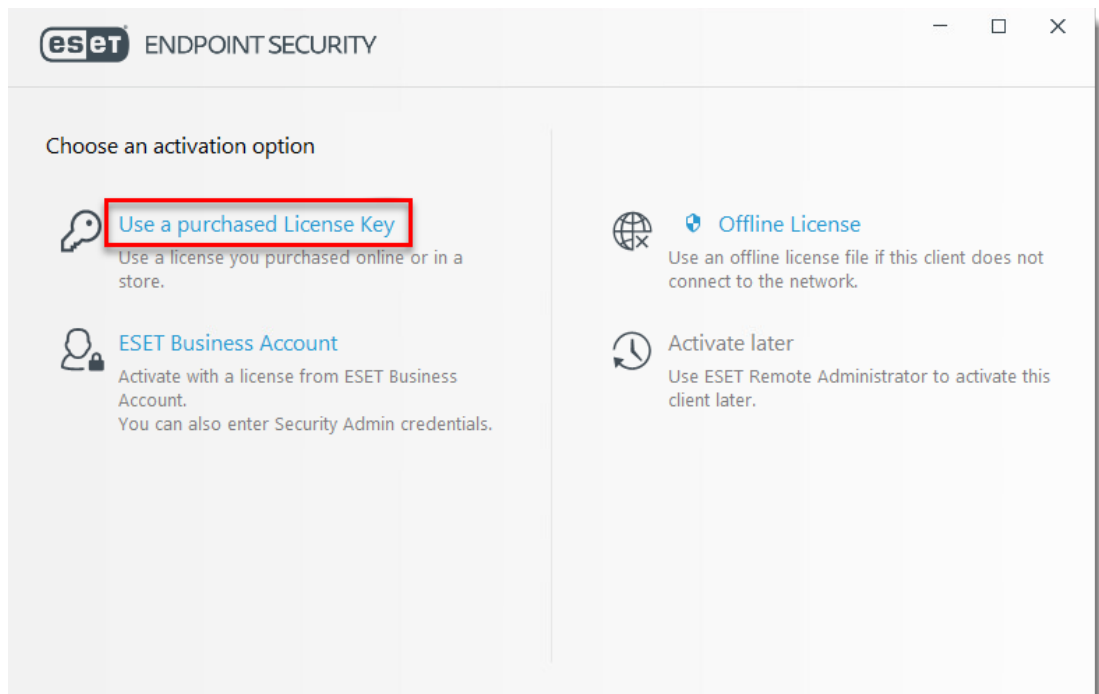 eset ENDPOINT SECURITY
Choose an activation option
Use a purchased License Key
Use a license you purchased online or in a
store.
ESET Business Account
Activate with a license from ESET Business
Account.
You can also enter Security Admin credentials.
Offline License
Use an offline license file if this client does not
connect to the network.
Activate later
Use ESET Remote Administrator to activate this
client later.